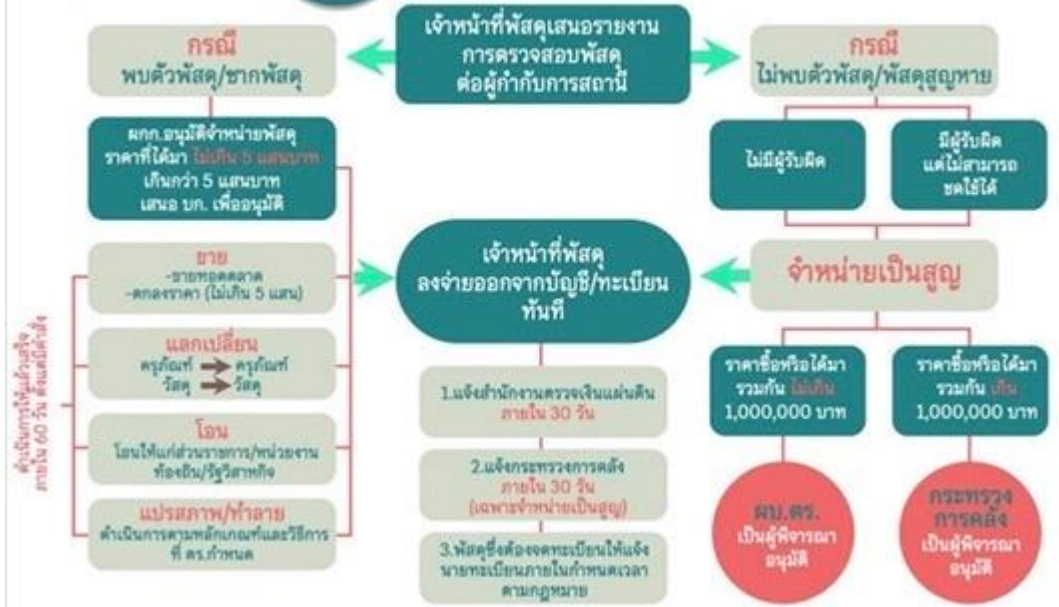 เจ้าหน้าที่พัสดุเสนอรายงาน
การตรวจสอบพัสดุ
ต่อผู้กำกับการสถานี
กรณี
พบตัวพัสดุ/ซากพัสดุ
กรณี
ไม่พบตัวพัสดุ/พัสดุสูญหาย
ผกก.อนุมัติจำหน่ายพัสดุ
ราคาที่ได้มา ไม่เกิน 5 แสนบาท
เกินกว่า 5 แสนบาท
เสนอ บก. เพื่ออนุมัติ
ไม่มีผู้รับผิด
มีผู้รับผิด
แต่ไม่สามารถ
ชดใช้ได้
ขาย
-ขายทอดตลาด
-ตกลงราคา (ไม่เกิน 5 แสน)
แลกเปลี่ยน
ครุภัณฑ์ ครุภัณฑ์
วัสดุ วัสดุ
โอน
โอนให้แก่ส่วนราชการ/หน่วยงาน
ท้องถิ่น/รัฐวิสาหกิจ
แปรสภาพ/ทำลาย
ดำเนินการตามหลักเกณฑ์และวิธีการ
ที่ ตร.กำหนด
ดำเนินการให้แล้วเสร็จ
ภายใน 60 วัน ตั้งแต่มีคำสั่ง
เจ้าหน้าที่พัสดุ
ลงจ่ายออกจากบัญชี/ทะเบียน
ทันที
1.แจ้งสำนักงานตรวจเงินแผ่นดิน
ภายใน 30 วัน
2.แจ้งกระทรวงการคลัง
ภายใน 30 วัน
(เฉพาะจำหน่ายเป็นสูญ)
3.พัสดุซึ่งต้องจดทะเบียนให้แจ้ง
นายทะเบียนภายในกำหนดเวลา
ตามกฎหมาย
จำหน่ายเป็นสูญ
ราคาซื้อหรือได้มา
รวมกัน ไม่เกิน
1,000,000 บาท
ราคาซื้อหรือได้มา
รวมกัน เกิน
1,000,000 บาท
ผบ.ตร.
เป็นผู้พิจารณา
อนุมัติ
กระทรวง
การคลัง
เป็นผู้พิจารณา
อนุมัติ